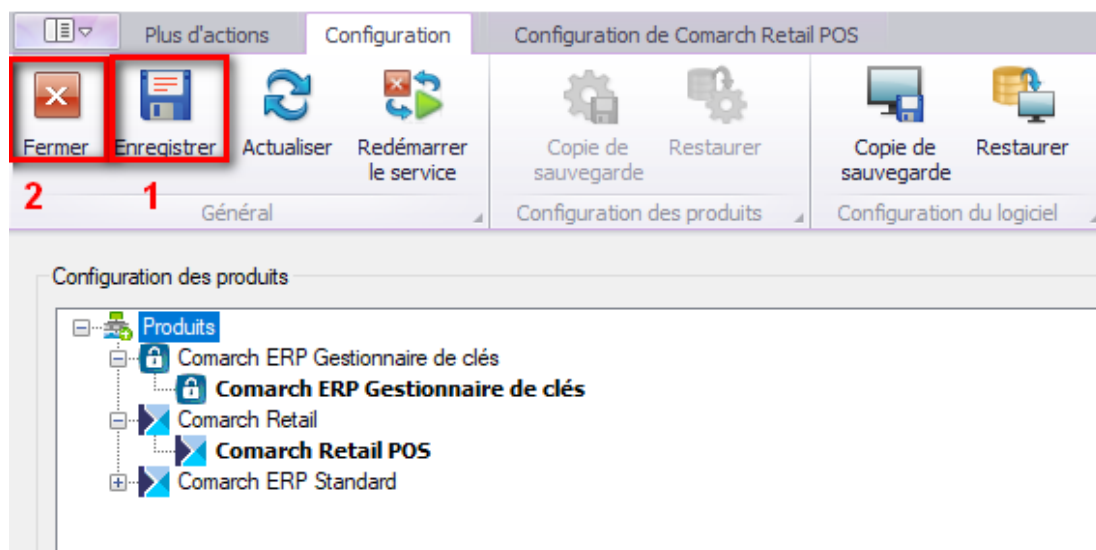 Plus d'actions Configuration Configuration de Comarch Retail POS
Fermer Enregistrer Actualiser Redémarrer le service Copie de sauvegarde Restaurer Copie de sauvegarde Restaurer
2 1
Général Configuration des produits Configuration du logiciel
Configuration des produits
Produits
Comarch ERP Gestionnaire de clés
Comarch ERP Gestionnaire de clés
Comarch Retail
Comarch Retail POS
Comarch ERP Standard